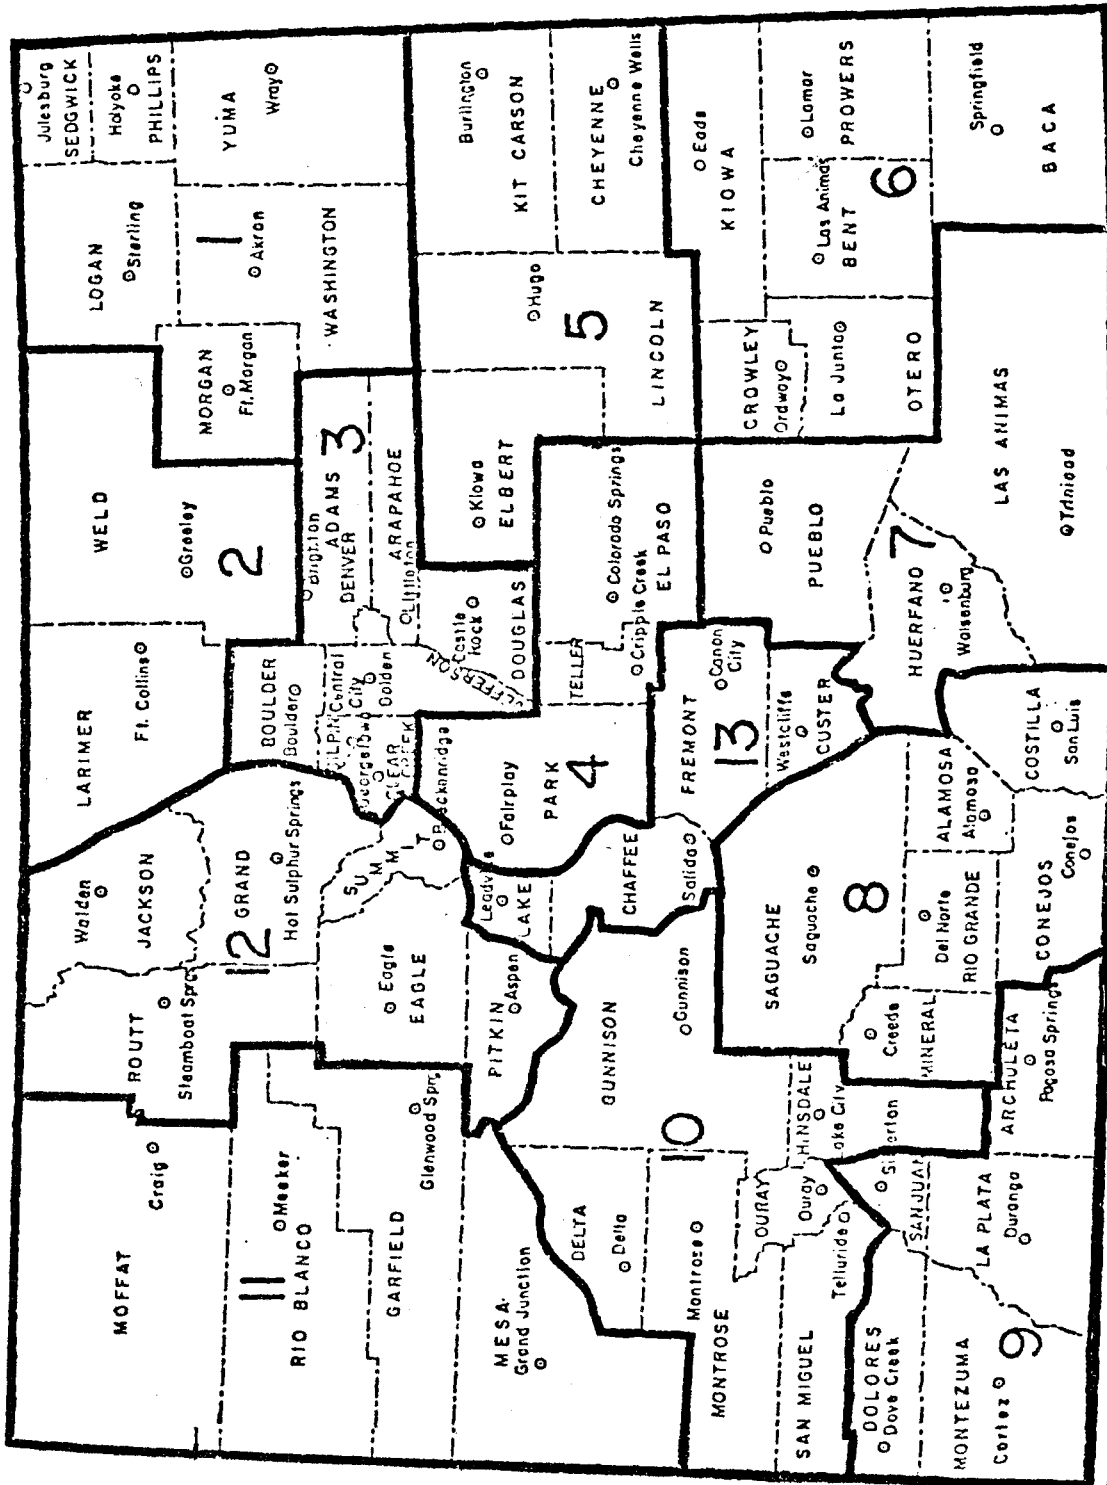 MOFFAT
Craig
ROUTT
Steamboat Spr
Walden
JACKSON
LARIMER
Ft. Collins
WELD
Greeley
2
LOGAN
Sterling
Julesburg
SEDGWICK
Holyoke
PHILLIPS
MORGAN
Ft. Morgan
1
Akron
WASHINGTON
YUMA
Wray
11
Meeker
RIO BLANCO
12
GRAND
Hot Sulphur Springs
BOULDER
Boulder
Brighton
ADAMS
3
DENVER
ARAPAHOE
Littleton
GILPIN
Central
City
Golden
Georgetown
CLEAR
CREEK
JEFFERSON
GARFIELD
Glenwood Spr
Eagle
EAGLE
SUMMIT
Breckenridge
Castle
Rock
DOUGLAS
Kiowa
ELBERT
Burlington
KIT CARSON
MESA
Grand Junction
PITKIN
Aspen
Leadville
LAKE
Fairplay
PARK
4
TELLER
Cripple Creek
Colorado Springs
EL PASO
Hugo
5
LINCOLN
CHEYENNE
Cheyenne Wells
DELTA
Delta
GUNNISON
Gunnison
10
CHAFFEE
Salida
FREMONT
Canon
City
13
Westcliffe
CUSTER
Pueblo
PUEBLO
CROWLEY
Ordway
KIOWA
Eads
Montrose
MONTROSE
OURAY
Ouray
HINSDALE
Lake City
SAGUACHE
Saguache
8
La Junta
OTERO
Las Animas
BENT
6
Lamar
PROWERS
SAN MIGUEL
Telluride
SAN JUAN
Creede
MINERAL
Del Norte
RIO GRANDE
ALAMOSA
Alamosa
HUERFANO
7
Walsenburg
DOLORES
Dove Creek
MONTEZUMA
Cortez
9
LA PLATA
Durango
ARCHULETA
Pagosa Springs
CONEJOS
Conejos
COSTILLA
San Luis
LAS ANIMAS
Trinidad
Springfield
BACA